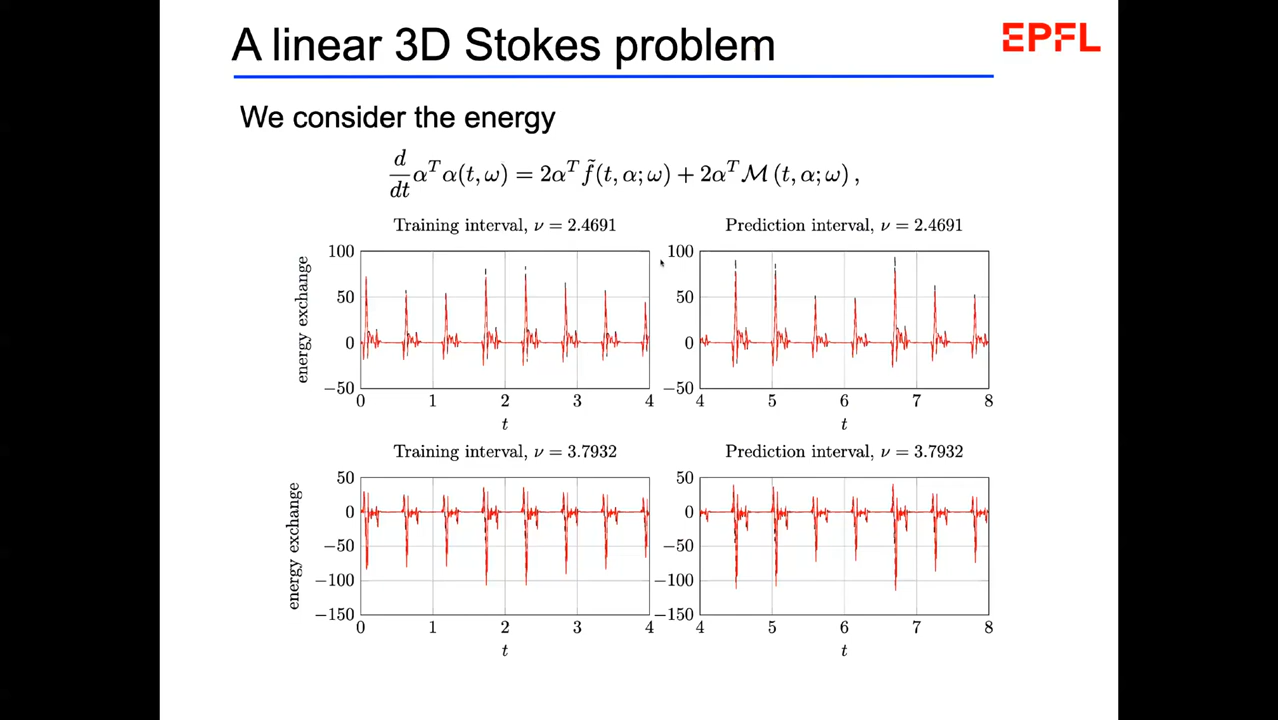 A linear 3D Stokes problem
EPFL
We consider the energy
d/dt α^T α(t, ω) = 2α^T f̃(t, α; ω) + 2α^T ℳ (t, α; ω) ,
Training interval, ν = 2.4691
Prediction interval, ν = 2.4691
energy exchange
100
50
0
−50
0 1 2 3 4
t
100
50
0
−50
4 5 6 7 8
t
Training interval, ν = 3.7932
Prediction interval, ν = 3.7932
energy exchange
50
0
−50
−100
−150
0 1 2 3 4
t
50
0
−50
−100
−150
4 5 6 7 8
t